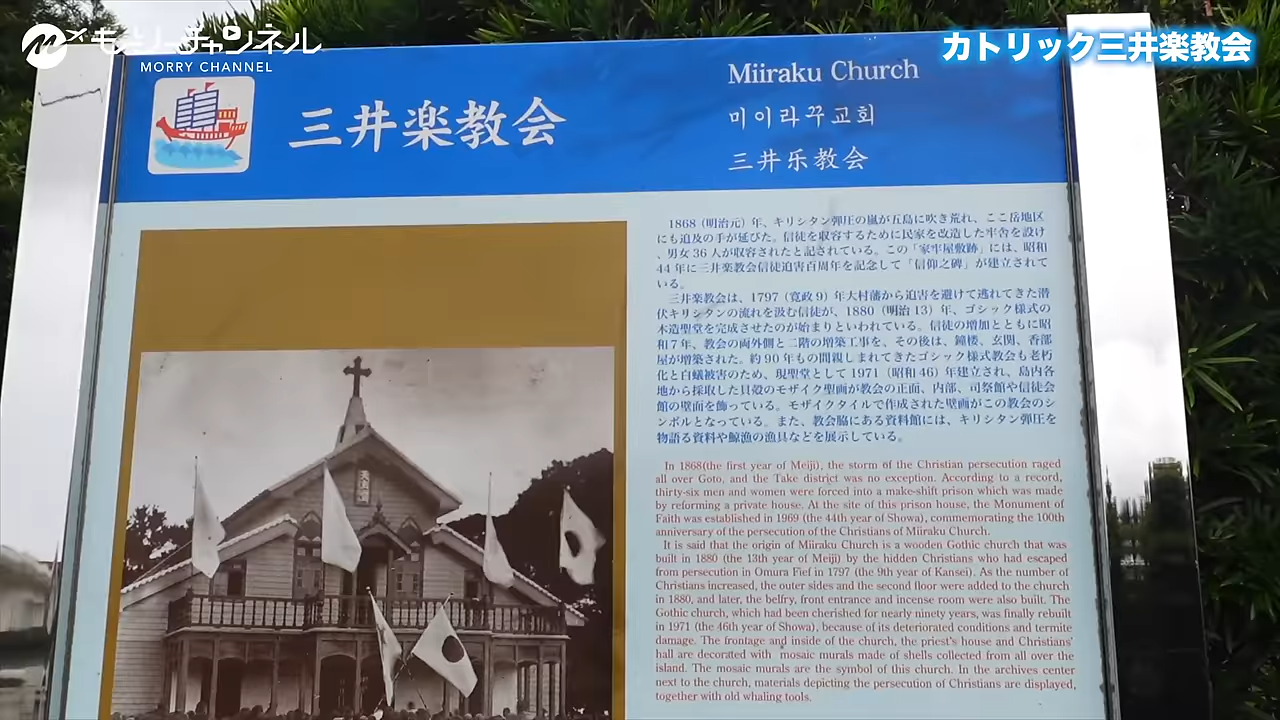 もりーチャンネル
MORRY CHANNEL
カトリック三井楽教会
三井楽教会
Miiraku Church
미이라꾸교회
三井乐教会
1868（明治元）年、キリシタン弾圧の嵐が五島に吹き荒れ、ここ岳地区
にも追及の手が延びた。信徒を収容するために民家を改造した牢舎を設け
、男女36人が収容されたと記されている。この「家牢屋敷跡」には、昭和
44年に三井楽教会信徒迫害百周年を記念して「信仰之碑」が建立されて
いる。
三井楽教会は、1797（寛政9）年大村藩から迫害を避けて逃れてきた潜
伏キリシタンの流れを汲む信徒が、1880（明治13）年、ゴシック様式の
木造聖堂を完成させたのが始まりといわれている。信徒の増加とともに昭
和7年、教会の両外側と二階の増築工事を、その後は、鐘楼、玄関、香部
屋が増築された。約90年もの間親しまれてきたゴシック様式教会も老朽
化と白蟻被害のため、現聖堂として1971（昭和46）年建立され、島内各
地から採取した貝殻のモザイク聖画が教会の正面、内部、司祭館や信徒会
館の壁面を飾っている。モザイクタイルで作成された壁画がこの教会のシ
ンボルとなっている。また、教会脇にある資料館には、キリシタン弾圧を
物語る資料や鯨漁の漁具などを展示している。
In 1868(the first year of Meiji), the storm of the Christian persecution raged
all over Goto, and the Take district was no exception. According to a record,
thirty-six men and women were forced into a make-shift prison which was made
by reforming a private house. At the site of this prison house, the Monument of
Faith was established in 1969 (the 44th year of Showa), commemorating the 100th
anniversary of the persecution of the Christians of Miiraku Church.
It is said that the origin of Miiraku Church is a wooden Gothic church that was
built in 1880 (the 13th year of Meiji) by the hidden Christians who had escaped
from persecution in Omura Fief in 1797 (the 9th year of Kansei). As the number of
Christians increased, the outer sides and the second floor were added to the church
in 1880, and later, the belfry, front entrance and incense room were also built. The
Gothic church, which had been cherished for nearly ninety years, was finally rebuilt
in 1971 (the 46th year of Showa), because of its deteriorated conditions and termite
damage. The frontage and inside of the church, the priest's house and Christians'
hall are decorated with mosaic murals made of shells collected from all over the
island. The mosaic murals are the symbol of this church. In the archives center
next to the church, materials depicting the persecution of Christians are displayed,
together with old whaling tools.